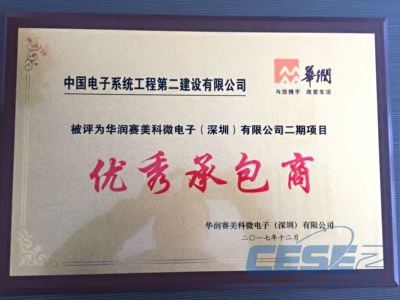 华润
与您携手 改变生活
中国电子系统工程第二建设有限公司
被评为华润赛美科微电子（深圳）有限公司二期项目
优秀承包商
华润赛美科微电子（深圳）有限公司
二〇一七年十二月
CESE2